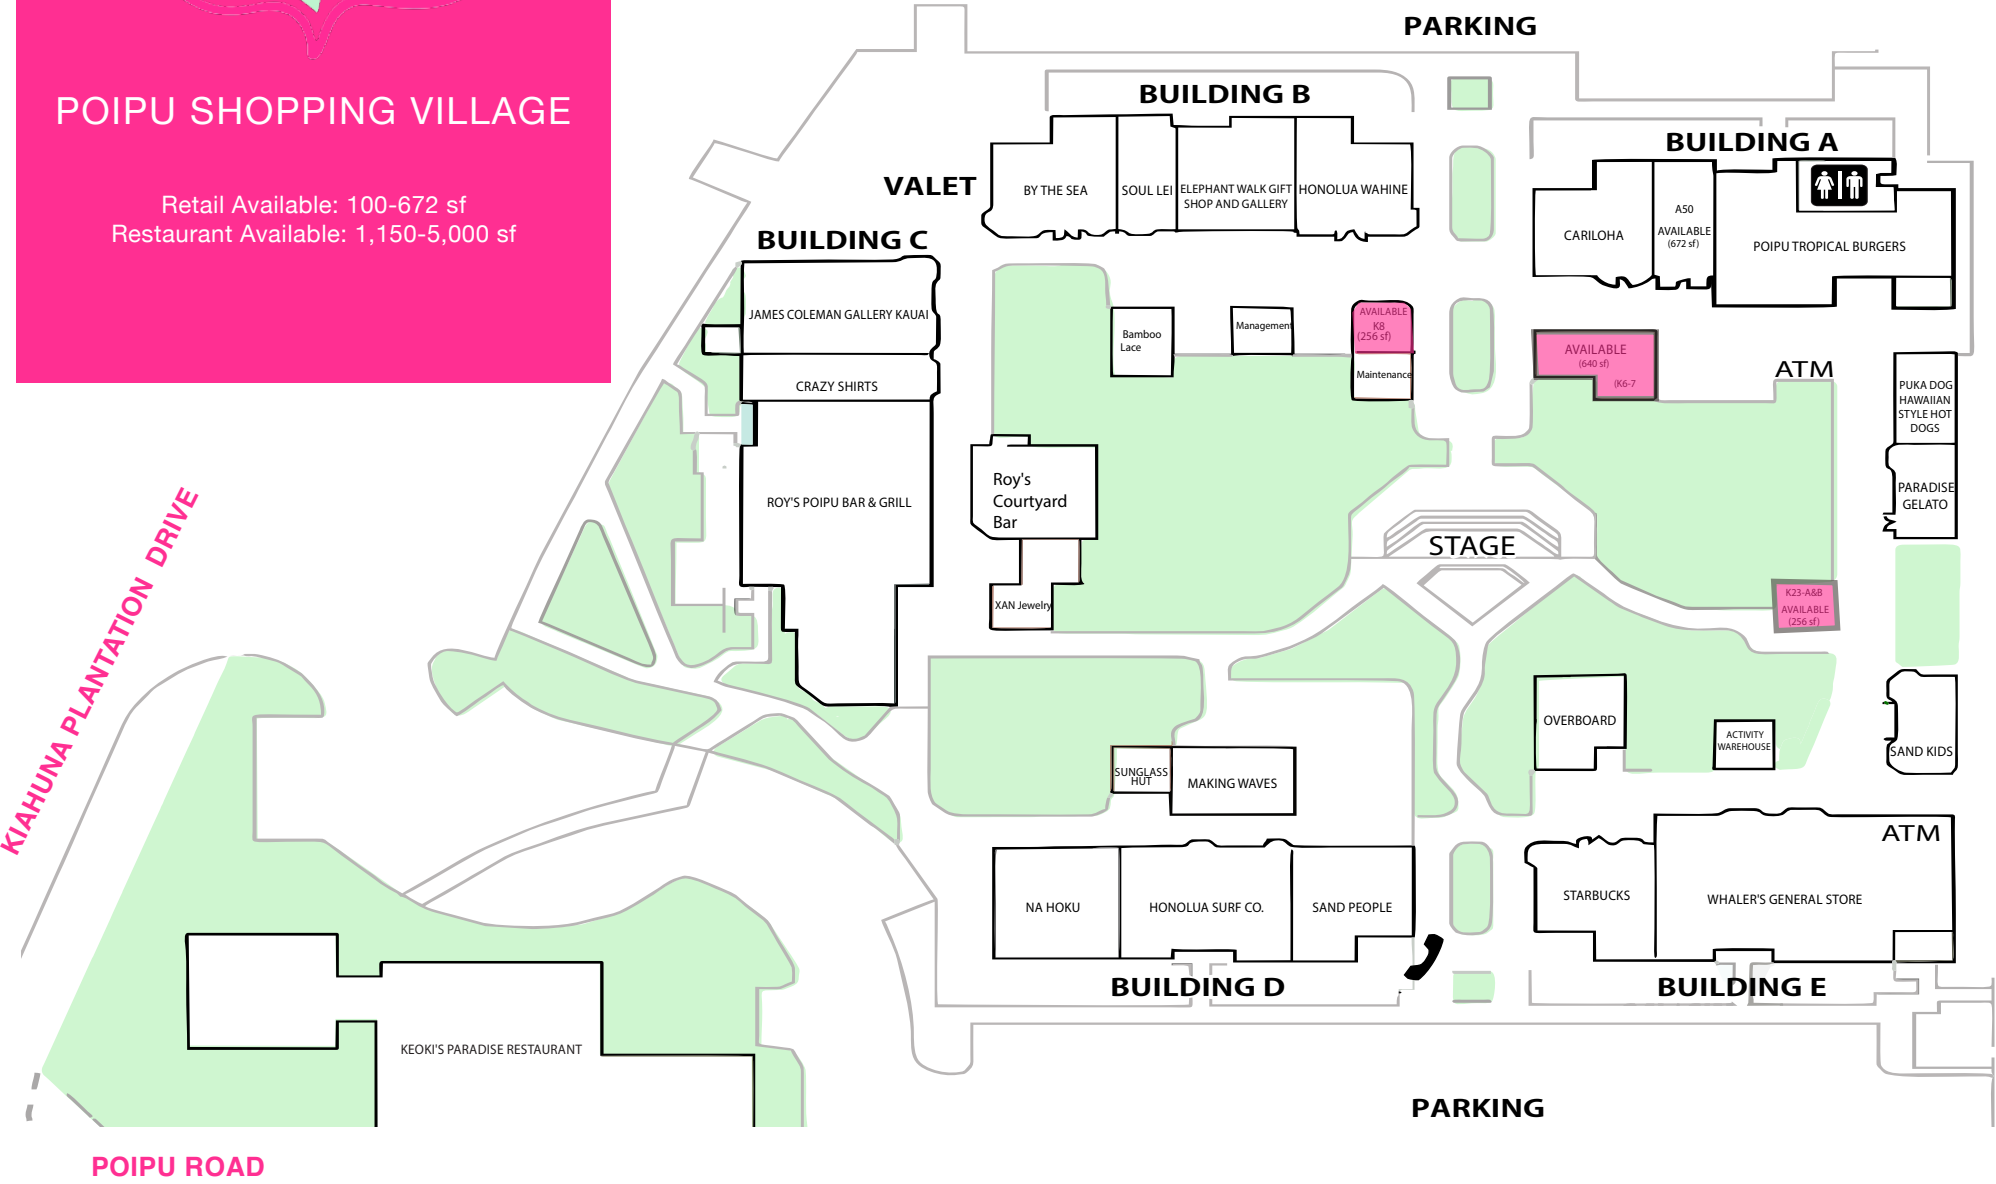 POIPU SHOPPING VILLAGE
Retail Available: 100-672 sf
Restaurant Available: 1,150-5,000 sf
PARKING
BUILDING B
BY THE SEA
SOUL LEI
ELEPHANT WALK GIFT
SHOP AND GALLERY
HONOLUA WAHINE
VALET
BUILDING A
CARILOHA
A50
AVAILABLE
(672 sf)
POIPU TROPICAL BURGERS
BUILDING C
JAMES COLEMAN GALLERY KAUAI
CRAZY SHIRTS
ROY'S POIPU BAR & GRILL
Bamboo
Lace
Management
AVAILABLE
K8
(256 sf)
Maintenance
AVAILABLE
(640 sf)
(K6-7
ATM
PUKA DOG
HAWAIIAN
STYLE HOT
DOGS
PARADISE
GELATO
Roy's
Courtyard
Bar
XAN Jewelry
STAGE
K23-A&B
AVAILABLE
(256 sf)
KIAHUNA PLANTATION DRIVE
OVERBOARD
ACTIVITY
WAREHOUSE
SAND KIDS
SUNGLASS
HUT
MAKING WAVES
NA HOKU
HONOLUA SURF CO.
SAND PEOPLE
BUILDING D
STARBUCKS
WHALER'S GENERAL STORE
ATM
BUILDING E
KEOKI'S PARADISE RESTAURANT
PARKING
POIPU ROAD